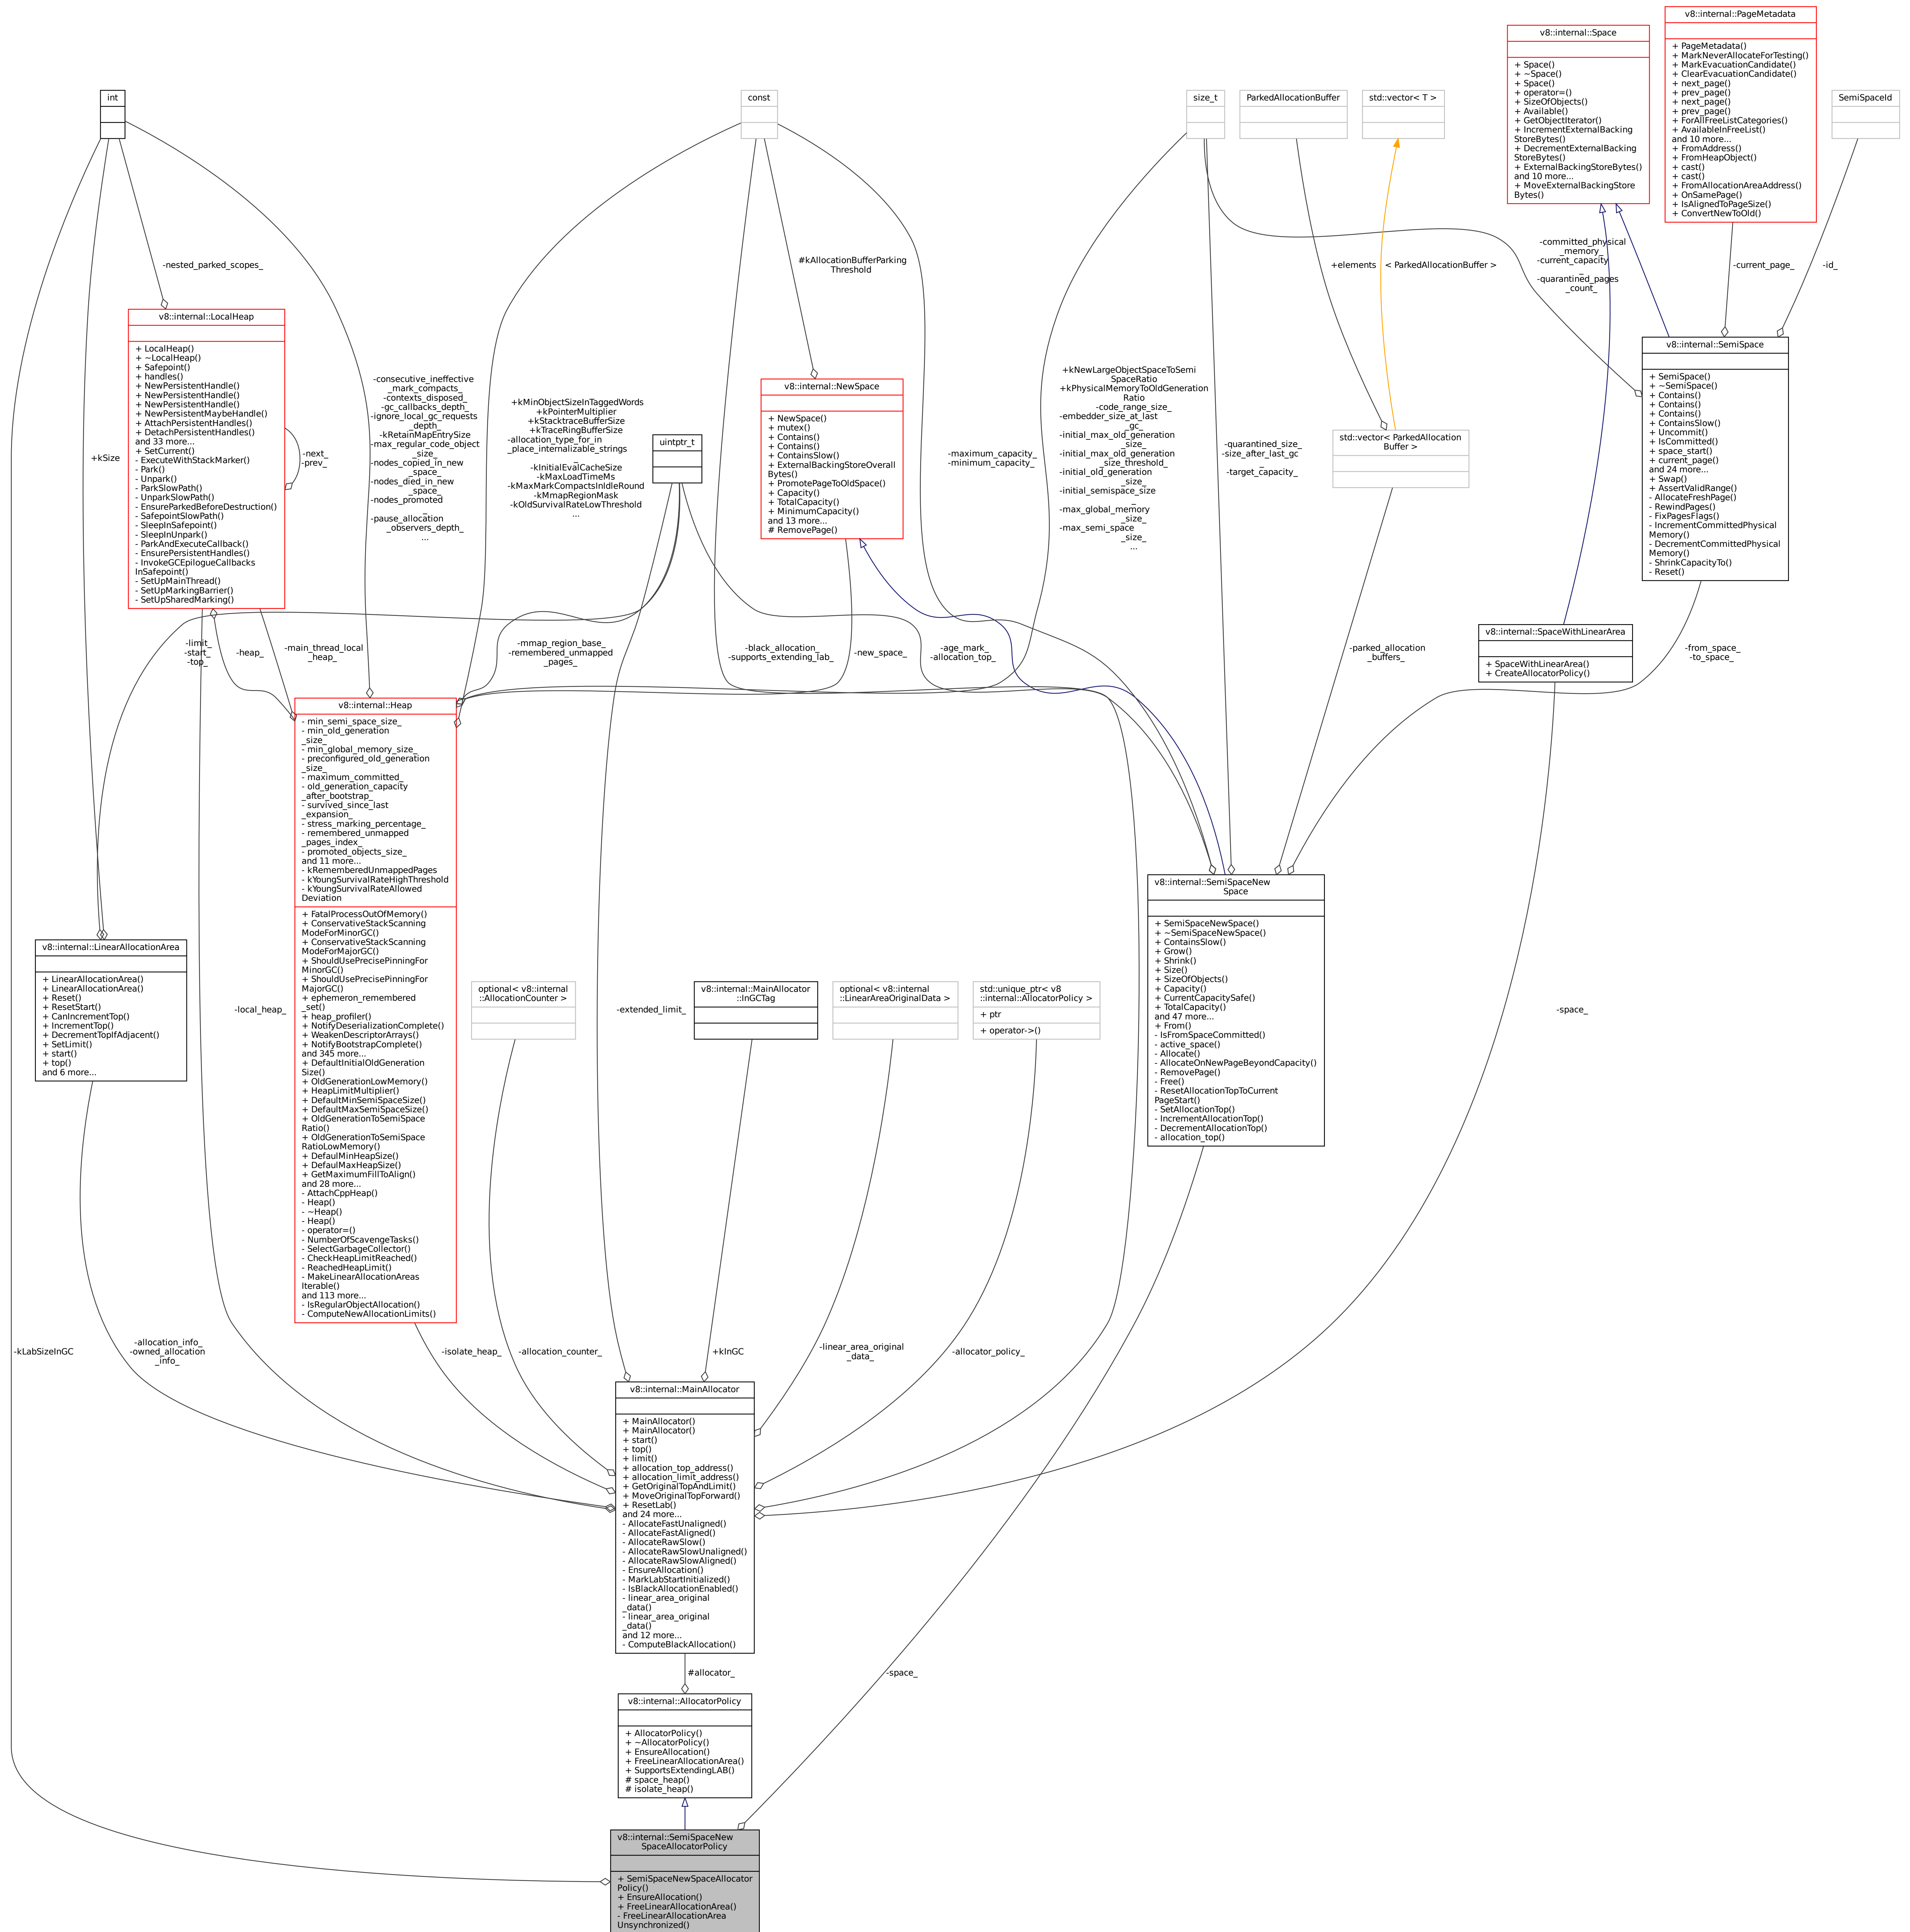 v8::internal::PageMetadata
+ PageMetadata()
+ MarkNeverAllocateForTesting()
+ MarkEvacuationCandidate()
+ ClearEvacuationCandidate()
+ next_page()
+ prev_page()
+ next_page()
+ prev_page()
+ ForAllFreeListCategories()
+ AvailableInFreeList()
and 10 more...
+ FromAddress()
+ FromHeapObject()
+ cast()
+ cast()
+ FromAllocationAreaAddress()
+ OnSamePage()
+ IsAlignedToPageSize()
+ ConvertNewToOld()
v8::internal::Space
+ Space()
+ ~Space()
+ Space()
+ operator=()
+ SizeOfObjects()
+ Available()
+ GetObjectIterator()
+ IncrementExternalBacking
StoreBytes()
+ DecrementExternalBacking
StoreBytes()
+ ExternalBackingStoreBytes()
and 10 more...
+ MoveExternalBackingStore
Bytes()
int
const
size_t
ParkedAllocationBuffer
std::vector< T >
SemiSpaceId
-nested_parked_scopes_
#kAllocationBufferParking
Threshold
+elements
< ParkedAllocationBuffer >
-committed_physical
_memory_
-current_capacity
_
-quarantined_pages
_count_
-current_page_
-id_
v8::internal::LocalHeap
+ LocalHeap()
+ ~LocalHeap()
+ Safepoint()
+ handles()
+ NewPersistentHandle()
+ NewPersistentHandle()
+ NewPersistentHandle()
+ NewPersistentMaybeHandle()
+ AttachPersistentHandles()
+ DetachPersistentHandles()
and 33 more...
+ SetCurrent()
- ExecuteWithStackMarker()
- Park()
- Unpark()
- ParkSlowPath()
- UnparkSlowPath()
- EnsureParkedBeforeDestruction()
- SafepointSlowPath()
- SleepInSafepoint()
- SleepInUnpark()
- ParkAndExecuteCallback()
- EnsurePersistentHandles()
- InvokeGCEpilogueCallbacks
InSafepoint()
- SetUpMainThread()
- SetUpMarkingBarrier()
- SetUpSharedMarking()
+kSize
-next_
-prev_
-consecutive_ineffective
_mark_compacts_
-contexts_disposed_
-gc_callbacks_depth_
-ignore_local_gc_requests
_depth_
-kRetainMapEntrySize
-max_regular_code_object
_size_
-nodes_copied_in_new
_space_
-nodes_died_in_new
_space_
-nodes_promoted
_
-pause_allocation
_observers_depth_
...
+kMinObjectSizeInTaggedWords
+kPointerMultiplier
+kStacktraceBufferSize
+kTraceRingBufferSize
-allocation_type_for_in
_place_internalizable_strings
_
-kInitialEvalCacheSize
-kMaxLoadTimeMs
-kMaxMarkCompactsInIdleRound
-kMmapRegionMask
-kOldSurvivalRateLowThreshold
...
uintptr_t
v8::internal::NewSpace
+ NewSpace()
+ mutex()
+ Contains()
+ Contains()
+ ContainsSlow()
+ ExternalBackingStoreOverall
Bytes()
+ PromotePageToOldSpace()
+ Capacity()
+ TotalCapacity()
+ MinimumCapacity()
and 13 more...
# RemovePage()
-maximum_capacity_
-minimum_capacity_
+kNewLargeObjectSpaceToSemi
SpaceRatio
+kPhysicalMemoryToOldGeneration
Ratio
-code_range_size_
-embedder_size_at_last
_gc_
-initial_max_old_generation
_size_
-initial_max_old_generation
_size_threshold_
-initial_old_generation
_size_
-initial_semispace_size
_
-max_global_memory
_size_
-max_semi_space
_size_
...
-quarantined_size_
-size_after_last_gc
_
-target_capacity_
std::vector< ParkedAllocation
Buffer >
v8::internal::SemiSpace
+ SemiSpace()
+ ~SemiSpace()
+ Contains()
+ Contains()
+ Contains()
+ ContainsSlow()
+ Uncommit()
+ IsCommitted()
+ space_start()
+ current_page()
and 24 more...
+ Swap()
+ AssertValidRange()
- AllocateFreshPage()
- RewindPages()
- FixPagesFlags()
- IncrementCommittedPhysical
Memory()
- DecrementCommittedPhysical
Memory()
- ShrinkCapacityTo()
- Reset()
v8::internal::SpaceWithLinearArea
+ SpaceWithLinearArea()
+ CreateAllocatorPolicy()
-limit_
-start_
-top_
-heap_
-main_thread_local
_heap_
-mmap_region_base_
-remembered_unmapped
_pages_
-black_allocation_
-supports_extending_lab_
-new_space_
-age_mark_
-allocation_top_
-parked_allocation
_buffers_
-from_space_
-to_space_
v8::internal::Heap
- min_semi_space_size_
- min_old_generation
_size_
- min_global_memory_size_
- preconfigured_old_generation
_size_
- maximum_committed_
- old_generation_capacity
_after_bootstrap_
- survived_since_last
_expansion_
- stress_marking_percentage_
- remembered_unmapped
_pages_index_
- promoted_objects_size_
and 11 more...
- kRememberedUnmappedPages
- kYoungSurvivalRateHighThreshold
- kYoungSurvivalRateAllowed
Deviation
+ FatalProcessOutOfMemory()
+ ConservativeStackScanning
ModeForMinorGC()
+ ConservativeStackScanning
ModeForMajorGC()
+ ShouldUsePrecisePinningFor
MinorGC()
+ ShouldUsePrecisePinningFor
MajorGC()
+ ephemeron_remembered
_set()
+ heap_profiler()
+ NotifyDeserializationComplete()
+ WeakenDescriptorArrays()
+ NotifyBootstrapComplete()
and 345 more...
+ DefaultInitialOldGeneration
Size()
+ OldGenerationLowMemory()
+ HeapLimitMultiplier()
+ DefaultMinSemiSpaceSize()
+ DefaultMaxSemiSpaceSize()
+ OldGenerationToSemiSpace
Ratio()
+ OldGenerationToSemiSpace
RatioLowMemory()
+ DefaulMinHeapSize()
+ DefaulMaxHeapSize()
+ GetMaximumFillToAlign()
and 28 more...
- AttachCppHeap()
- Heap()
- ~Heap()
- Heap()
- operator=()
- NumberOfScavengeTasks()
- SelectGarbageCollector()
- CheckHeapLimitReached()
- ReachedHeapLimit()
- MakeLinearAllocationAreas
Iterable()
and 113 more...
- IsRegularObjectAllocation()
- ComputeNewAllocationLimits()
v8::internal::SemiSpaceNew
Space
+ SemiSpaceNewSpace()
+ ~SemiSpaceNewSpace()
+ ContainsSlow()
+ Grow()
+ Shrink()
+ Size()
+ SizeOfObjects()
+ Capacity()
+ CurrentCapacitySafe()
+ TotalCapacity()
and 47 more...
+ From()
- IsFromSpaceCommitted()
- active_space()
- Allocate()
- AllocateOnNewPageBeyondCapacity()
- RemovePage()
- Free()
- ResetAllocationTopToCurrent
PageStart()
- SetAllocationTop()
- IncrementAllocationTop()
- DecrementAllocationTop()
- allocation_top()
v8::internal::LinearAllocationArea
+ LinearAllocationArea()
+ LinearAllocationArea()
+ Reset()
+ ResetStart()
+ CanIncrementTop()
+ IncrementTop()
+ DecrementTopIfAdjacent()
+ SetLimit()
+ start()
+ top()
and 6 more...
-local_heap_
optional< v8::internal
::AllocationCounter >
-extended_limit_
v8::internal::MainAllocator
::InGCTag
optional< v8::internal
::LinearAreaOriginalData >
std::unique_ptr< v8
::internal::AllocatorPolicy >
+ ptr
+ operator->()
-space_
-kLabSizeInGC
-allocation_info_
-owned_allocation
_info_
-isolate_heap_
-allocation_counter_
+kInGC
-linear_area_original
_data_
-allocator_policy_
v8::internal::MainAllocator
+ MainAllocator()
+ MainAllocator()
+ start()
+ top()
+ limit()
+ allocation_top_address()
+ allocation_limit_address()
+ GetOriginalTopAndLimit()
+ MoveOriginalTopForward()
+ ResetLab()
and 24 more...
- AllocateFastUnaligned()
- AllocateFastAligned()
- AllocateRawSlow()
- AllocateRawSlowUnaligned()
- AllocateRawSlowAligned()
- EnsureAllocation()
- MarkLabStartInitialized()
- IsBlackAllocationEnabled()
- linear_area_original
_data()
- linear_area_original
_data()
and 12 more...
- ComputeBlackAllocation()
#allocator_
-space_
v8::internal::AllocatorPolicy
+ AllocatorPolicy()
+ ~AllocatorPolicy()
+ EnsureAllocation()
+ FreeLinearAllocationArea()
+ SupportsExtendingLAB()
# space_heap()
# isolate_heap()
v8::internal::SemiSpaceNew
SpaceAllocatorPolicy
+ SemiSpaceNewSpaceAllocator
Policy()
+ EnsureAllocation()
+ FreeLinearAllocationArea()
- FreeLinearAllocationArea
Unsynchronized()